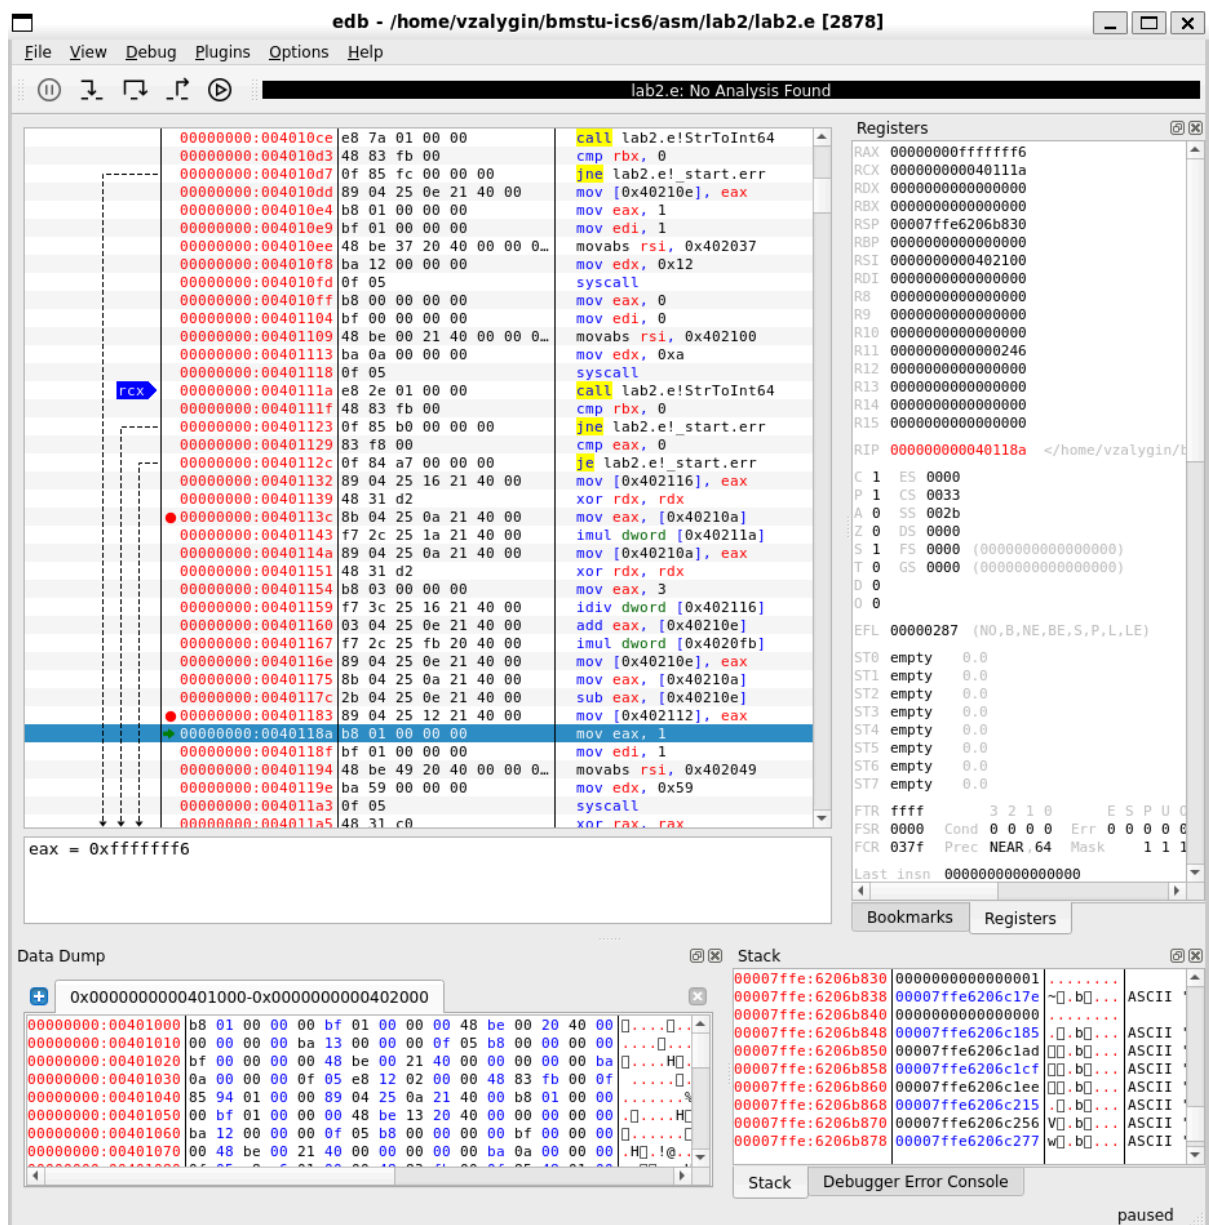 edb - /home/vzalygin/bmstu-ics6/asm/lab2/lab2.e [2878]
File View Debug Plugins Options Help
lab2.e: No Analysis Found
00000000:004010ce e8 7a 01 00 00 call lab2.e!StrToInt64
00000000:004010d3 48 83 fb 00 cmp rbx, 0
00000000:004010d7 0f 85 fc 00 00 00 jne lab2.e!_start.err
00000000:004010dd 89 04 25 0e 21 40 00 mov [0x40210e], eax
00000000:004010e4 b8 01 00 00 00 mov eax, 1
00000000:004010e9 bf 01 00 00 00 mov edi, 1
00000000:004010ee 48 be 37 20 40 00 00 0… movabs rsi, 0x402037
00000000:004010f8 ba 12 00 00 00 mov edx, 0x12
00000000:004010fd 0f 05 syscall
00000000:004010ff b8 00 00 00 00 mov eax, 0
00000000:00401104 bf 00 00 00 00 mov edi, 0
00000000:00401109 48 be 00 21 40 00 00 0… movabs rsi, 0x402100
00000000:00401113 ba 0a 00 00 00 mov edx, 0xa
00000000:00401118 0f 05 syscall
rcx 00000000:0040111a e8 2e 01 00 00 call lab2.e!StrToInt64
00000000:0040111f 48 83 fb 00 cmp rbx, 0
00000000:00401123 0f 85 b0 00 00 00 jne lab2.e!_start.err
00000000:00401129 83 f8 00 cmp eax, 0
00000000:0040112c 0f 84 a7 00 00 00 je lab2.e!_start.err
00000000:00401132 89 04 25 16 21 40 00 mov [0x402116], eax
00000000:00401139 48 31 d2 xor rdx, rdx
00000000:0040113c 8b 04 25 0a 21 40 00 mov eax, [0x40210a]
00000000:00401143 f7 2c 25 1a 21 40 00 imul dword [0x40211a]
00000000:0040114a 89 04 25 0a 21 40 00 mov [0x40210a], eax
00000000:00401151 48 31 d2 xor rdx, rdx
00000000:00401154 b8 03 00 00 00 mov eax, 3
00000000:00401159 f7 3c 25 16 21 40 00 idiv dword [0x402116]
00000000:00401160 03 04 25 0e 21 40 00 add eax, [0x40210e]
00000000:00401167 f7 2c 25 fb 20 40 00 imul dword [0x4020fb]
00000000:0040116e 89 04 25 0e 21 40 00 mov [0x40210e], eax
00000000:00401175 8b 04 25 0a 21 40 00 mov eax, [0x40210a]
00000000:0040117c 2b 04 25 0e 21 40 00 sub eax, [0x40210e]
00000000:00401183 89 04 25 12 21 40 00 mov [0x402112], eax
00000000:0040118a b8 01 00 00 00 mov eax, 1
00000000:0040118f bf 01 00 00 00 mov edi, 1
00000000:00401194 48 be 49 20 40 00 00 0… movabs rsi, 0x402049
00000000:0040119e ba 59 00 00 00 mov edx, 0x59
00000000:004011a3 0f 05 syscall
00000000:004011a5 48 31 c0 xor rax, rax
eax = 0xfffffff6
Registers
RAX 00000000fffffff6
RCX 000000000040111a
RDX 0000000000000000
RBX 0000000000000000
RSP 00007ffe6206b830
RBP 0000000000000000
RSI 0000000000402100
RDI 0000000000000000
R8 0000000000000000
R9 0000000000000000
R10 0000000000000000
R11 0000000000000246
R12 0000000000000000
R13 0000000000000000
R14 0000000000000000
R15 0000000000000000
RIP 000000000040118a </home/vzalygin/b
C 1 ES 0000
P 1 CS 0033
A 0 SS 002b
Z 0 DS 0000
S 1 FS 0000 (0000000000000000)
T 0 GS 0000 (0000000000000000)
D 0
O 0
EFL 00000287 (NO,B,NE,BE,S,P,L,LE)
ST0 empty 0.0
ST1 empty 0.0
ST2 empty 0.0
ST3 empty 0.0
ST4 empty 0.0
ST5 empty 0.0
ST6 empty 0.0
ST7 empty 0.0
FTR ffff 3 2 1 0 E S P U O
FSR 0000 Cond 0 0 0 0 Err 0 0 0 0 0
FCR 037f Prec NEAR,64 Mask 1 1 1
Last insn 0000000000000000
Bookmarks Registers
Data Dump
0x0000000000401000-0x0000000000402000
00000000:00401000 b8 01 00 00 00 bf 01 00 00 00 48 be 00 20 40 00
00000000:00401010 00 00 00 00 ba 13 00 00 00 0f 05 b8 00 00 00 00
00000000:00401020 bf 00 00 00 00 48 be 00 21 40 00 00 00 00 00 ba
00000000:00401030 0a 00 00 00 0f 05 e8 12 02 00 00 48 83 fb 00 0f
00000000:00401040 85 94 01 00 00 89 04 25 0a 21 40 00 b8 01 00 00
00000000:00401050 00 bf 01 00 00 00 48 be 13 20 40 00 00 00 00 00
00000000:00401060 ba 12 00 00 00 0f 05 b8 00 00 00 00 bf 00 00 00
00000000:00401070 00 48 be 00 21 40 00 00 00 00 00 ba 0a 00 00 00
Stack
00007ffe:6206b830 0000000000000001 ........
00007ffe:6206b838 00007ffe6206c17e ASCII "
00007ffe:6206b840 0000000000000000 ........
00007ffe:6206b848 00007ffe6206c185 ASCII "
00007ffe:6206b850 00007ffe6206c1ad ASCII "
00007ffe:6206b858 00007ffe6206c1cf ASCII "
00007ffe:6206b860 00007ffe6206c1ee ASCII "
00007ffe:6206b868 00007ffe6206c215 ASCII "
00007ffe:6206b870 00007ffe6206c256 ASCII "
00007ffe:6206b878 00007ffe6206c277 ASCII "
Stack Debugger Error Console
paused